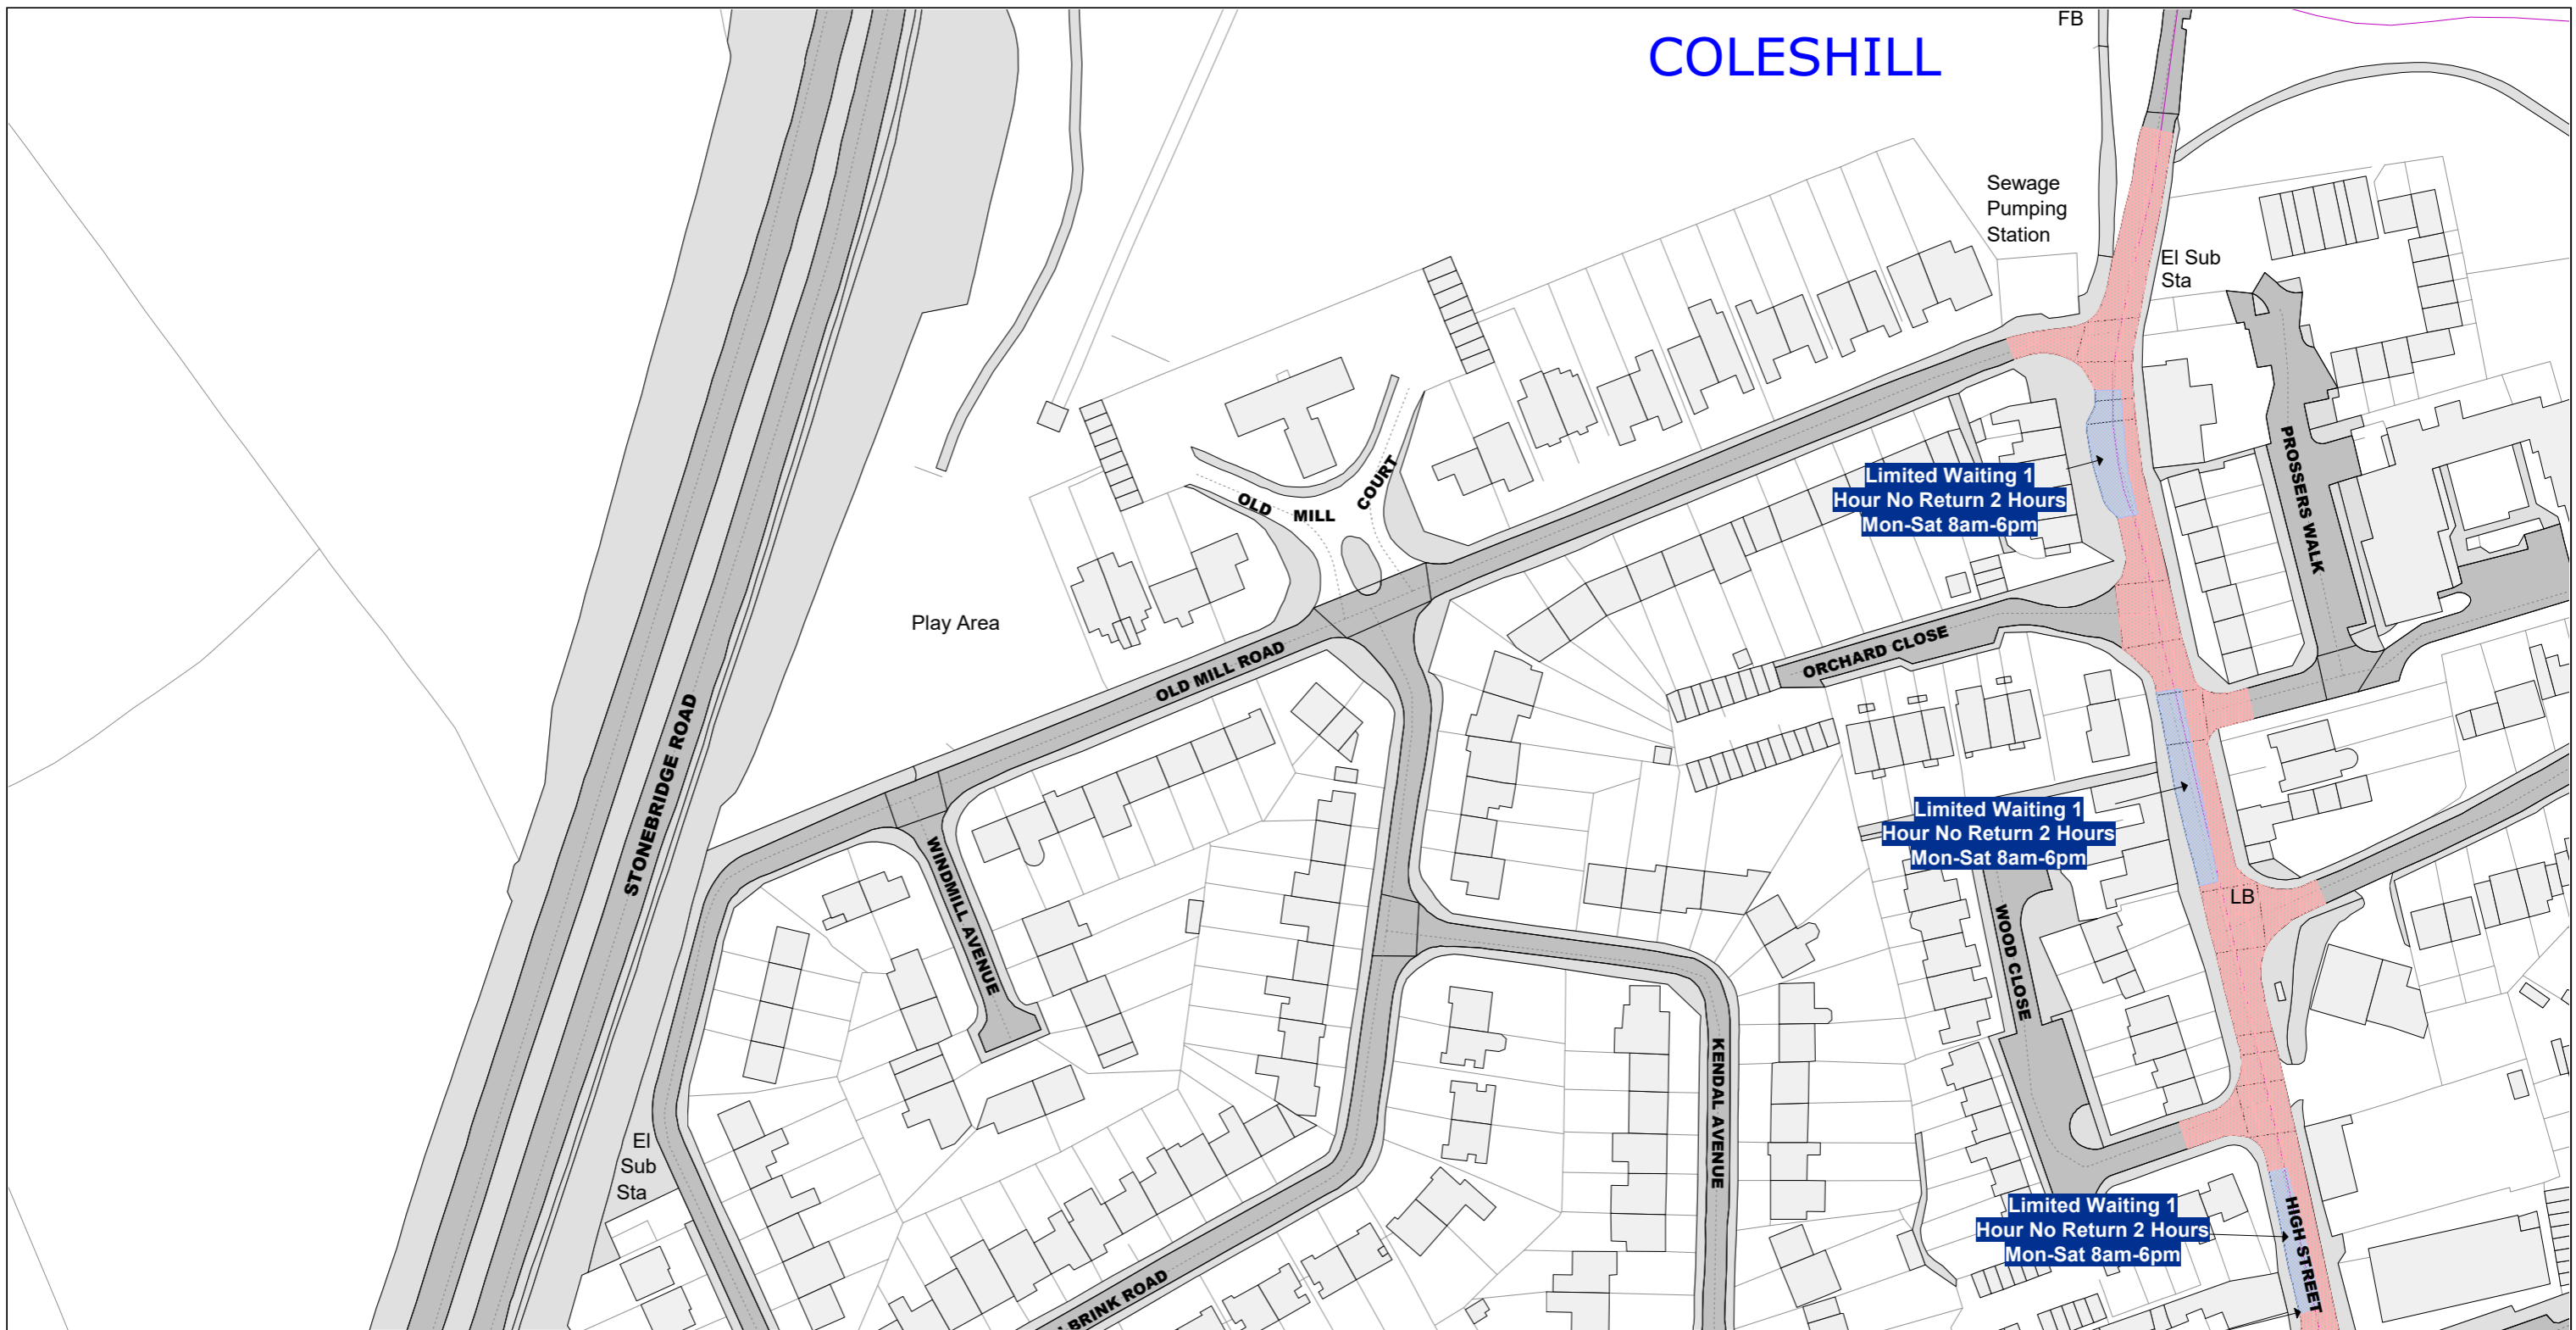 FB
COLESHILL
Sewage
Pumping
Station
El Sub
Sta
PROSSERS WALK
Limited Waiting 1
Hour No Return 2 Hours
Mon-Sat 8am-6pm
OLD MILL COURT
Play Area
OLD MILL ROAD
ORCHARD CLOSE
STONEBRIDGE ROAD
WINDMILL AVENUE
Limited Waiting 1
Hour No Return 2 Hours
Mon-Sat 8am-6pm
LB
WOOD CLOSE
KENDAL AVENUE
El
Sub
Sta
Limited Waiting 1
Hour No Return 2 Hours
Mon-Sat 8am-6pm
HIGH STREET
BRINK ROAD